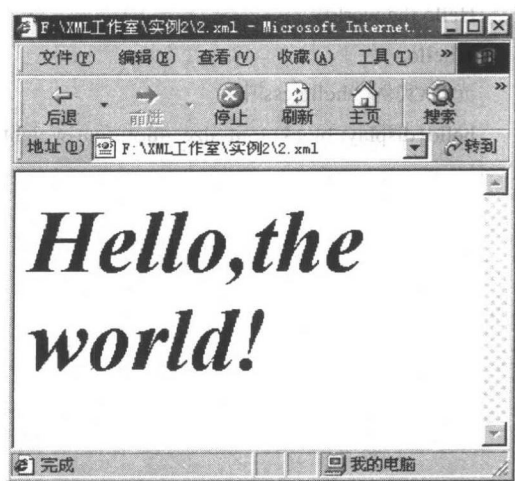 F:\XML工作室\实例2\2.xml - Microsoft Internet...
文件(F) 编辑(E) 查看(V) 收藏(A) 工具(T) »
后退 前进 停止 刷新 主页 搜索 »
地址(D) F:\XML工作室\实例2\2.xml 转到
Hello,the
world!
完成 我的电脑